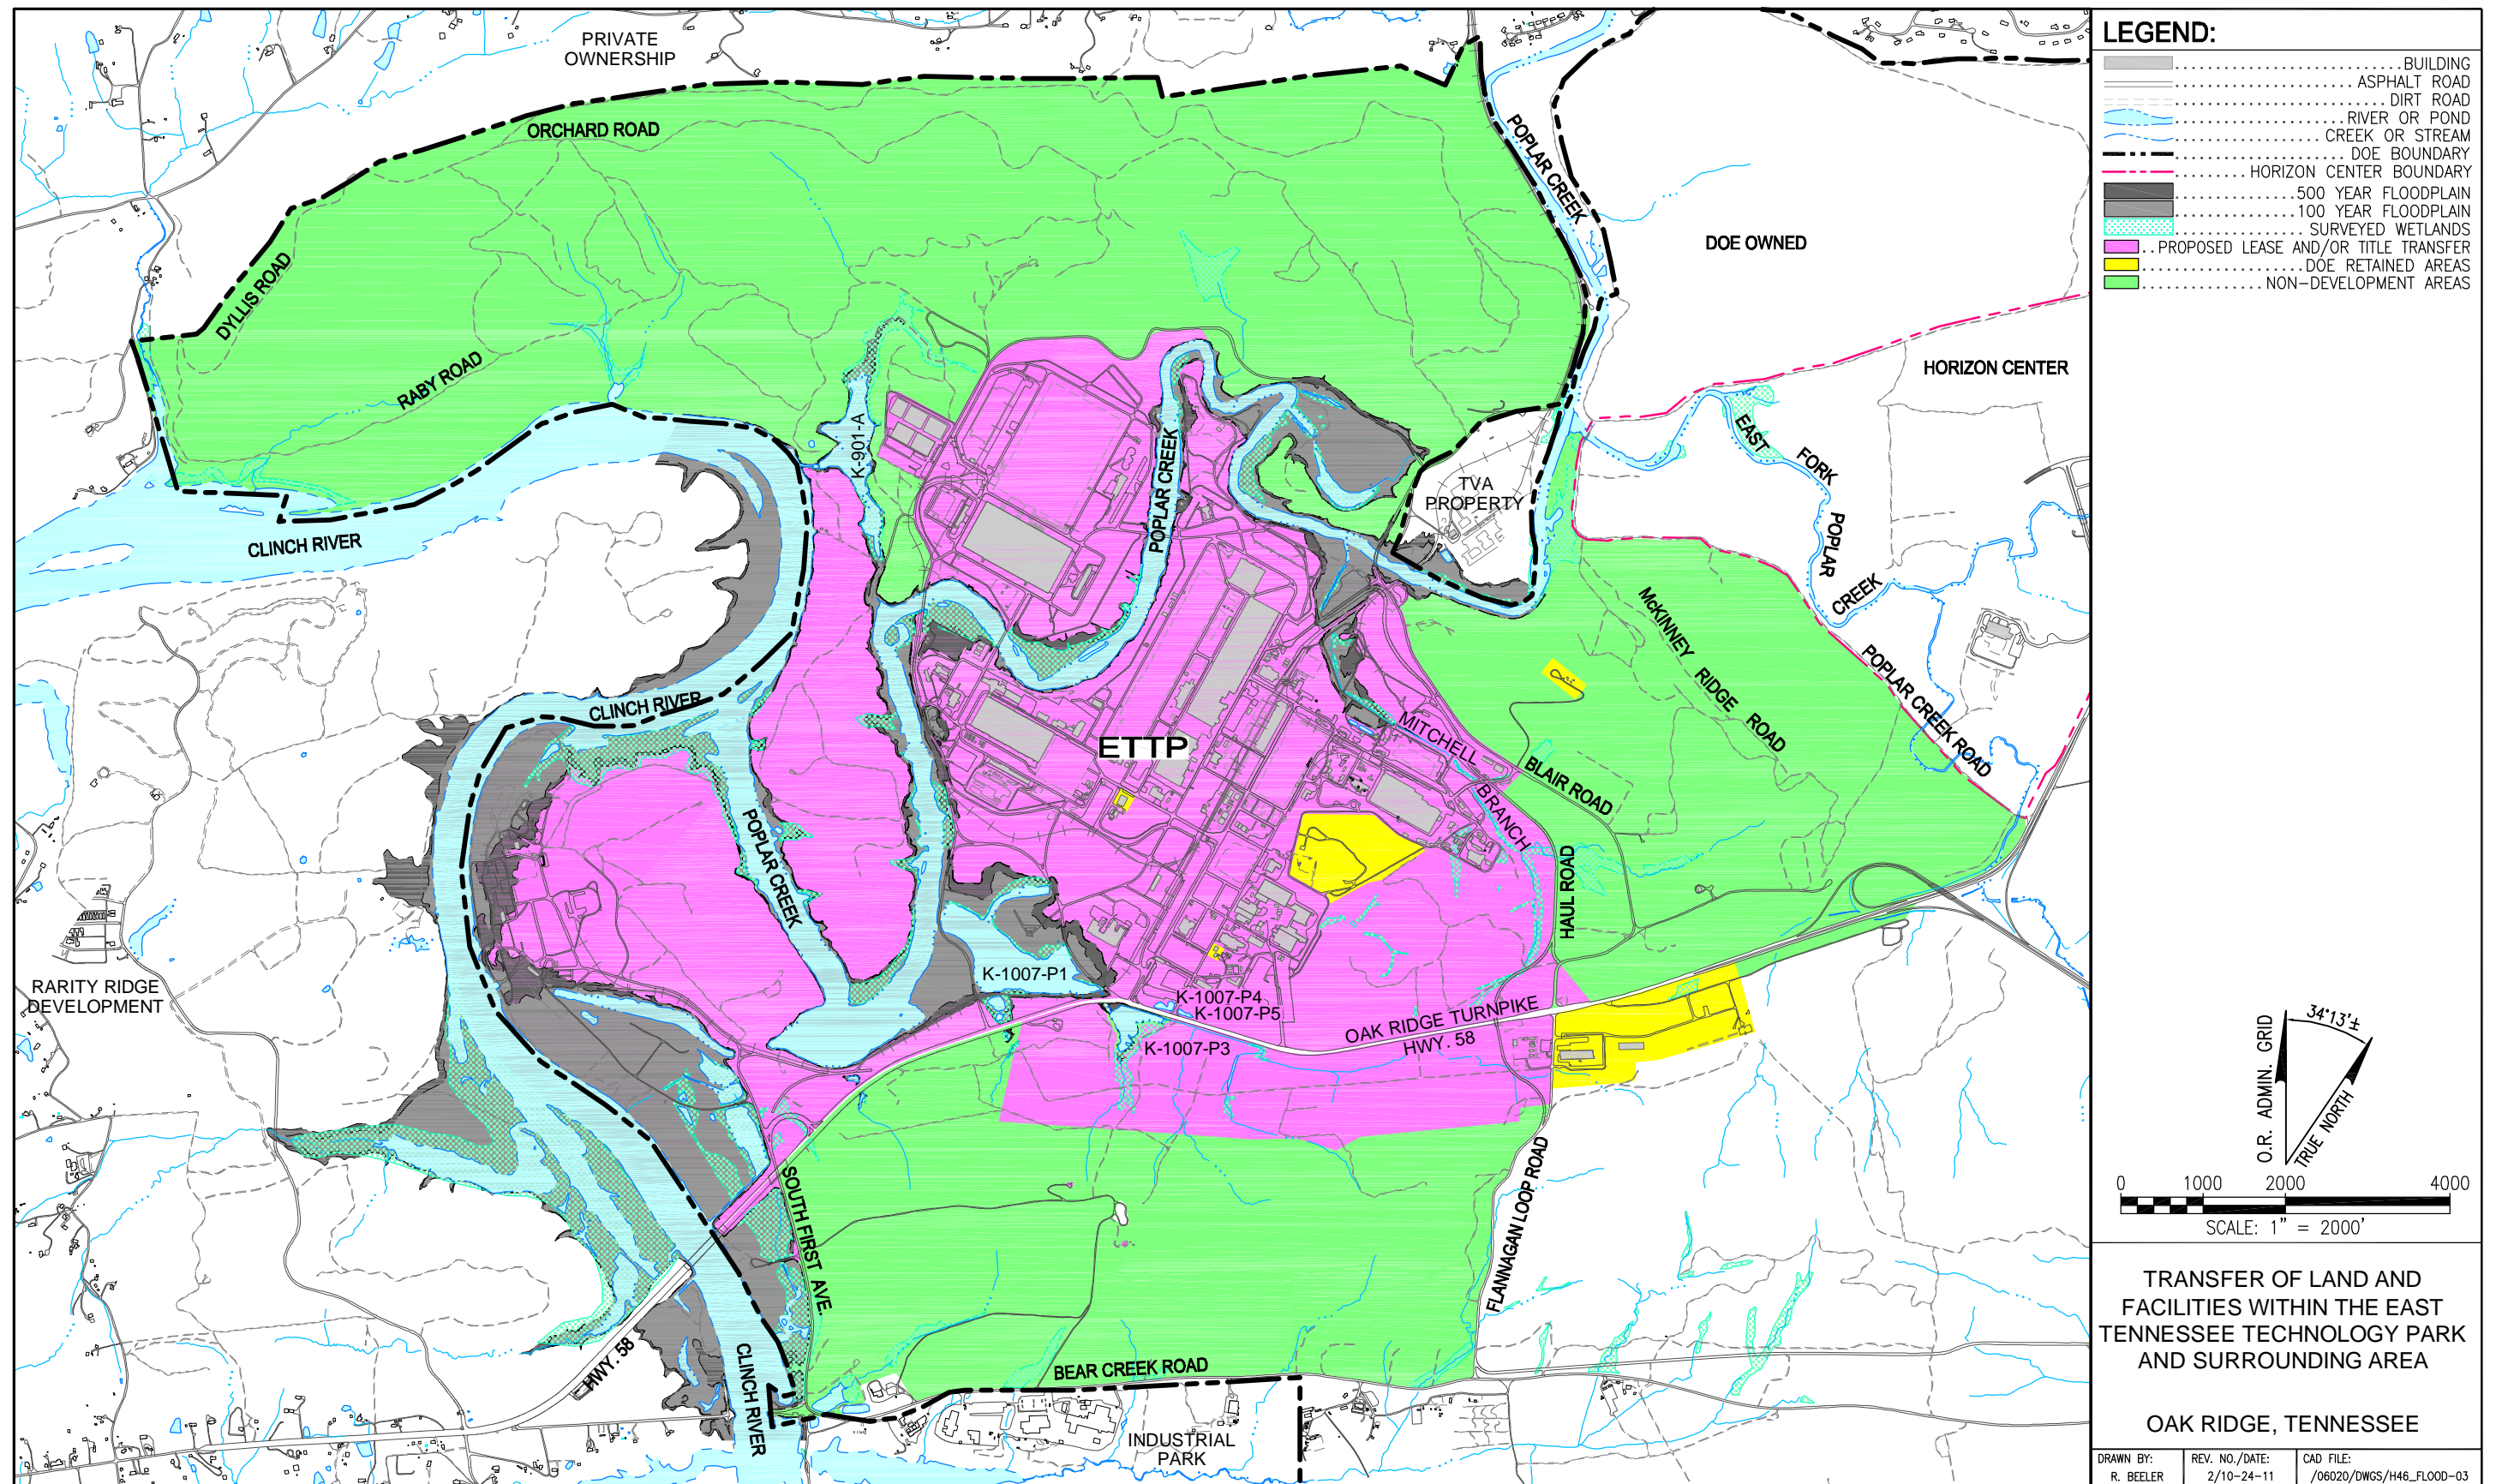 PRIVATE
OWNERSHIP
ORCHARD ROAD
POPLAR CREEK
DOE OWNED
DYLLIS ROAD
RABY ROAD
HORIZON CENTER
K-901-A
POPLAR CREEK
EAST FORK POPLAR CREEK
TVA
PROPERTY
CLINCH RIVER
McKINNEY RIDGE ROAD
POPLAR CREEK ROAD
CLINCH RIVER
MITCHELL BRANCH
ETTP
BLAIR ROAD
POPLAR CREEK
HAUL ROAD
RARITY RIDGE
DEVELOPMENT
K-1007-P1
K-1007-P4
K-1007-P5
OAK RIDGE TURNPIKE
HWY. 58
K-1007-P3
SOUTH FIRST AVE.
FLANNAGAN LOOP ROAD
HWY. 58
CLINCH RIVER
BEAR CREEK ROAD
INDUSTRIAL
PARK
LEGEND:
BUILDING
ASPHALT ROAD
DIRT ROAD
RIVER OR POND
CREEK OR STREAM
DOE BOUNDARY
HORIZON CENTER BOUNDARY
500 YEAR FLOODPLAIN
100 YEAR FLOODPLAIN
SURVEYED WETLANDS
PROPOSED LEASE AND/OR TITLE TRANSFER
DOE RETAINED AREAS
NON-DEVELOPMENT AREAS
34°13'±
O.R. ADMIN. GRID
TRUE NORTH
0 1000 2000 4000
SCALE: 1" = 2000'
TRANSFER OF LAND AND
FACILITIES WITHIN THE EAST
TENNESSEE TECHNOLOGY PARK
AND SURROUNDING AREA
OAK RIDGE, TENNESSEE
DRAWN BY: REV. NO./DATE: CAD FILE:
R. BEELER 2/10-24-11 /06020/DWGS/H46_FLOOD-03